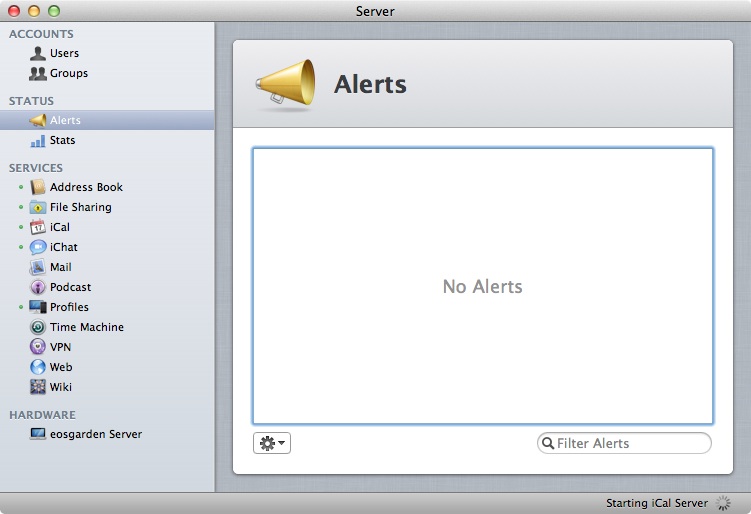 Server
ACCOUNTS
Users
Groups
STATUS
Alerts
Stats
SERVICES
Address Book
File Sharing
iCal
iChat
Mail
Podcast
Profiles
Time Machine
VPN
Web
Wiki
HARDWARE
eosgarden Server
Alerts
No Alerts
Filter Alerts
Starting iCal Server
17